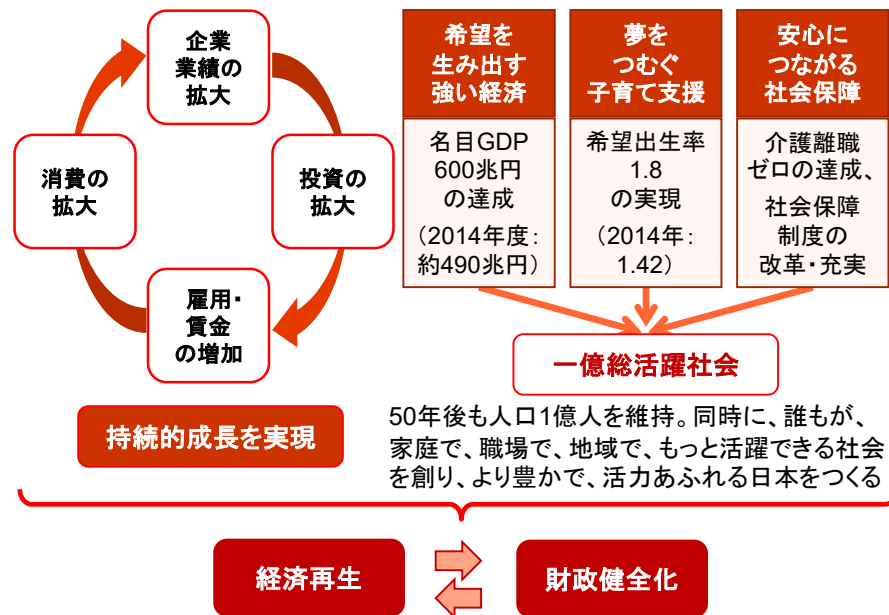 企業
業績の
拡大
投資の
拡大
雇用・
賃金
の増加
消費の
拡大
持続的成長を実現
希望を
生み出す
強い経済
名目GDP
600兆円
の達成
（2014年度：
約490兆円）
夢を
つむぐ
子育て支援
希望出生率
1.8
の実現
（2014年：
1.42）
安心に
つながる
社会保障
介護離職
ゼロの達成、
社会保障
制度の
改革・充実
一億総活躍社会
50年後も人口1億人を維持。同時に、誰もが、
家庭で、職場で、地域で、もっと活躍できる社会
を創り、より豊かで、活力あふれる日本をつくる
経済再生
財政健全化